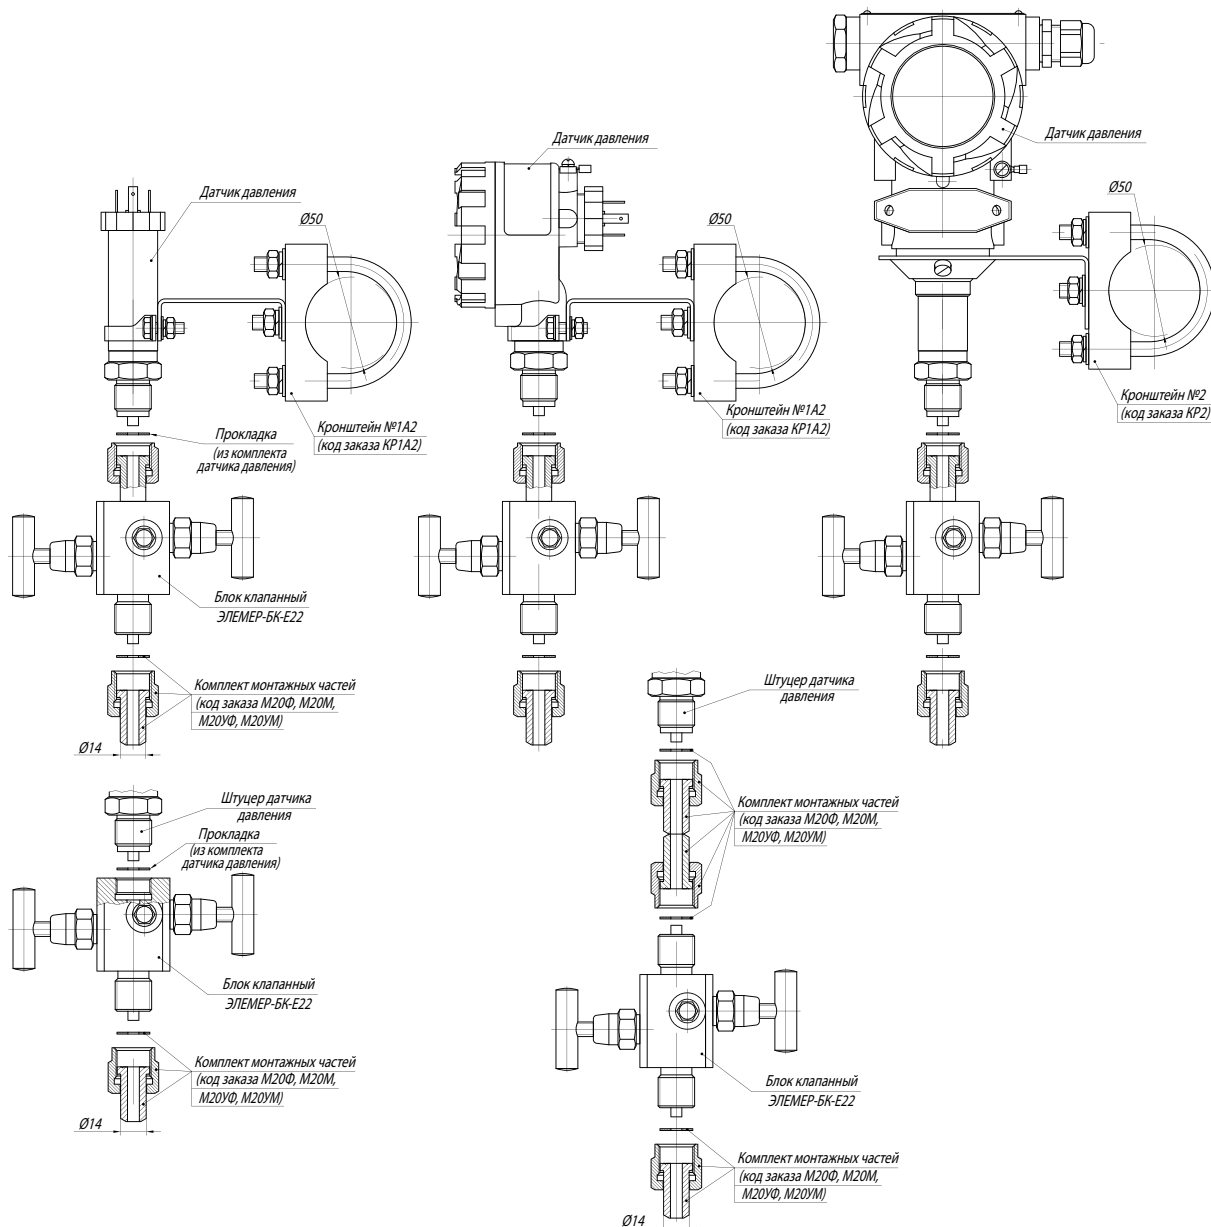 Датчик давления
Ø50
Кронштейн №1А2
(код заказа КР1А2)
Прокладка
(из комплекта
датчика давления)
Блок клапанный
ЭЛЕМЕР-БК-Е22
Комплект монтажных частей
(код заказа М20Ф, М20М,
М20УФ, М20УМ)
Ø14
Датчик давления
Ø50
Кронштейн №1А2
(код заказа КР1А2)
Датчик давления
Ø50
Кронштейн №2
(код заказа КР2)
Штуцер датчика
давления
Прокладка
(из комплекта
датчика давления)
Блок клапанный
ЭЛЕМЕР-БК-Е22
Комплект монтажных частей
(код заказа М20Ф, М20М,
М20УФ, М20УМ)
Ø14
Штуцер датчика
давления
Комплект монтажных частей
(код заказа М20Ф, М20М,
М20УФ, М20УМ)
Блок клапанный
ЭЛЕМЕР-БК-Е22
Комплект монтажных частей
(код заказа М20Ф, М20М,
М20УФ, М20УМ)
Ø14